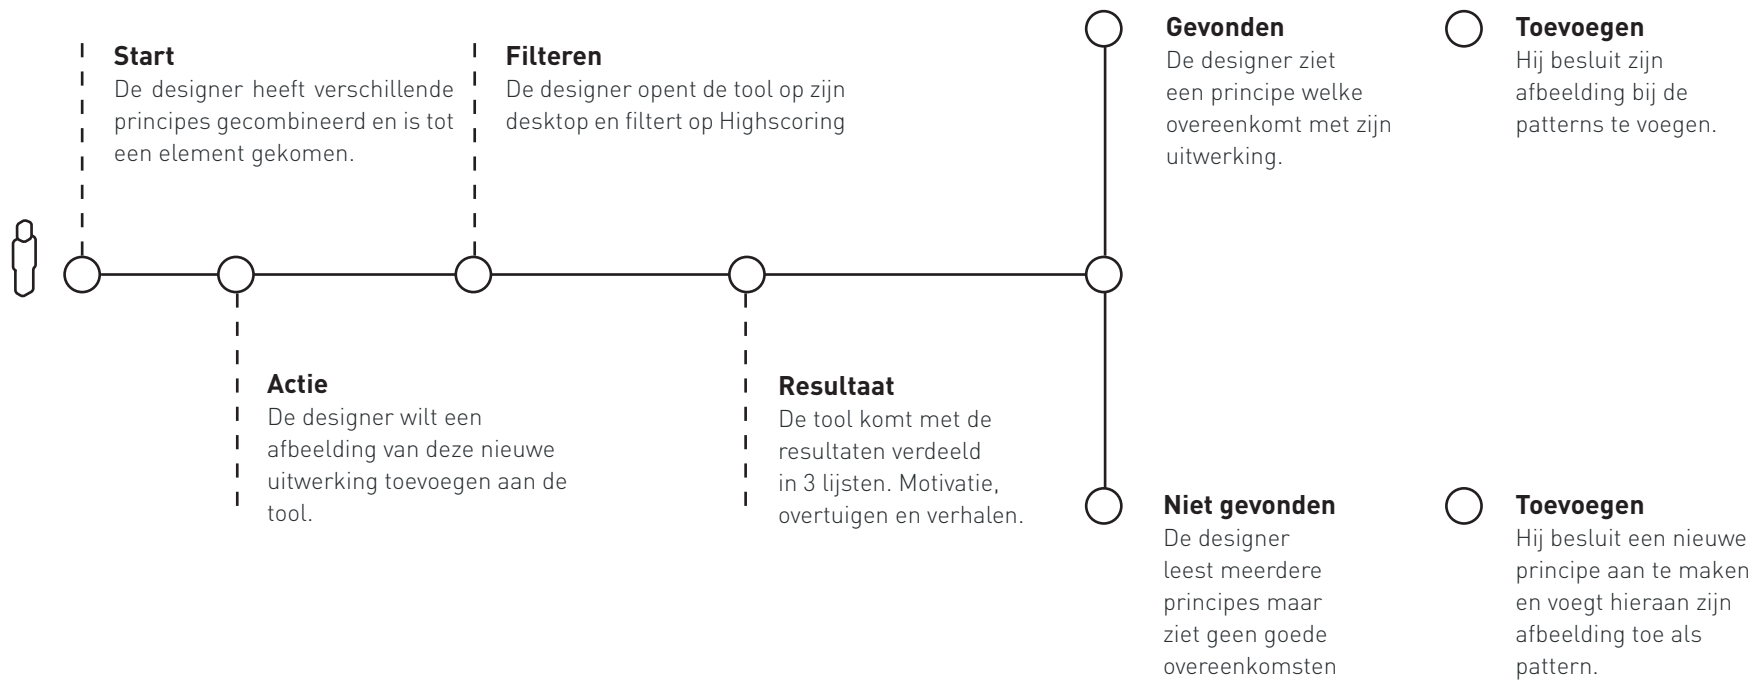 Start
De designer heeft verschillende
principes gecombineerd en is tot
een element gekomen.
Actie
De designer wilt een
afbeelding van deze nieuwe
uitwerking toevoegen aan de
tool.
Filteren
De designer opent de tool op zijn
desktop en filtert op Highscoring
Resultaat
De tool komt met de
resultaten verdeeld
in 3 lijsten. Motivatie,
overtuigen en verhalen.
Gevonden
De designer ziet
een principe welke
overeenkomt met zijn
uitwerking.
Toevoegen
Hij besluit zijn
afbeelding bij de
patterns te voegen.
Niet gevonden
De designer
leest meerdere
principes maar
ziet geen goede
overeenkomsten
Toevoegen
Hij besluit een nieuwe
principe aan te maken
en voegt hieraan zijn
afbeelding toe als
pattern.